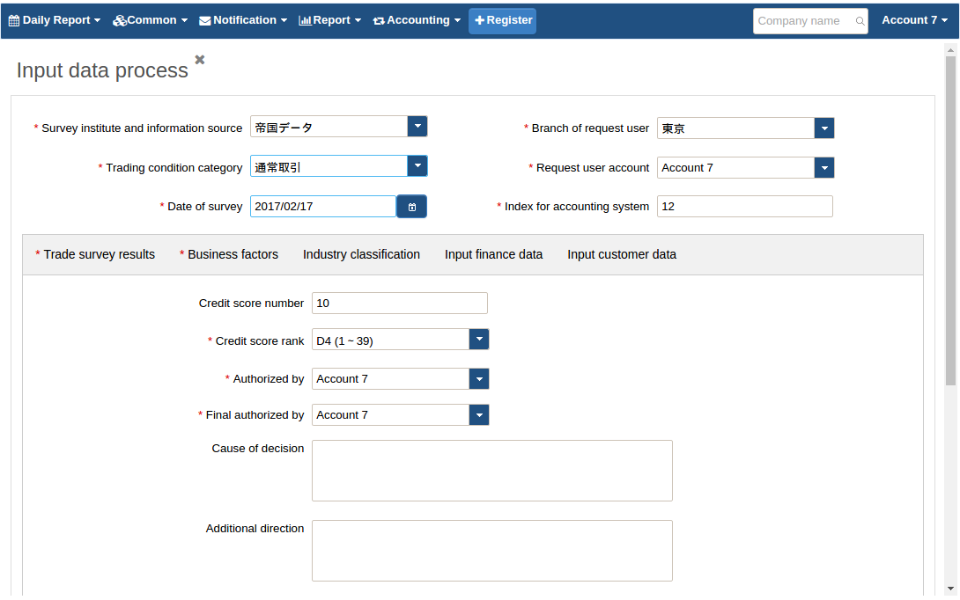 Daily Report Common Notification Report Accounting Register Company name Account 7
Input data process
* Survey institute and information source 帝国データ * Branch of request user 東京
* Trading condition category 通常取引 * Request user account Account 7
* Date of survey 2017/02/17 * Index for accounting system 12
* Trade survey results * Business factors Industry classification Input finance data Input customer data
Credit score number 10
* Credit score rank D4 (1 ~ 39)
* Authorized by Account 7
* Final authorized by Account 7
Cause of decision
Additional direction